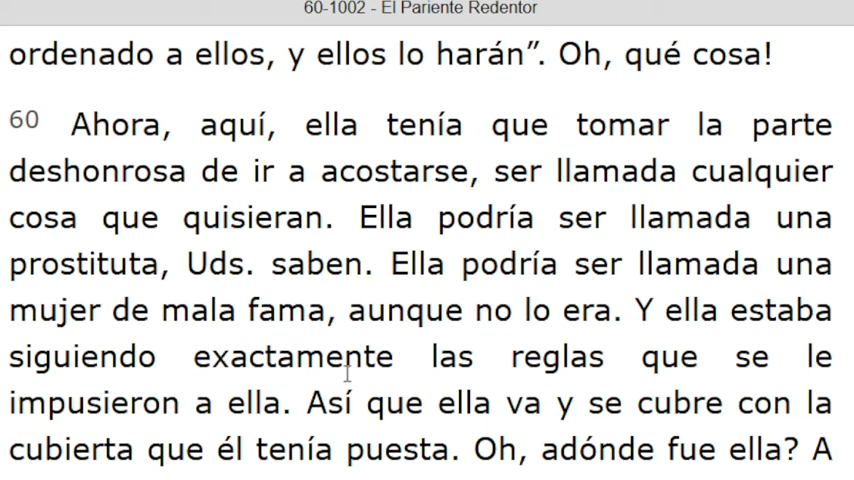 60-1002 - El Pariente Redentor
ordenado a ellos, y ellos lo harán”. Oh, qué cosa!
60 Ahora, aquí, ella tenía que tomar la parte
deshonrosa de ir a acostarse, ser llamada cualquier
cosa que quisieran. Ella podría ser llamada una
prostituta, Uds. saben. Ella podría ser llamada una
mujer de mala fama, aunque no lo era. Y ella estaba
siguiendo exactamente las reglas que se le
impusieron a ella. Así que ella va y se cubre con la
cubierta que él tenía puesta. Oh, adónde fue ella? A